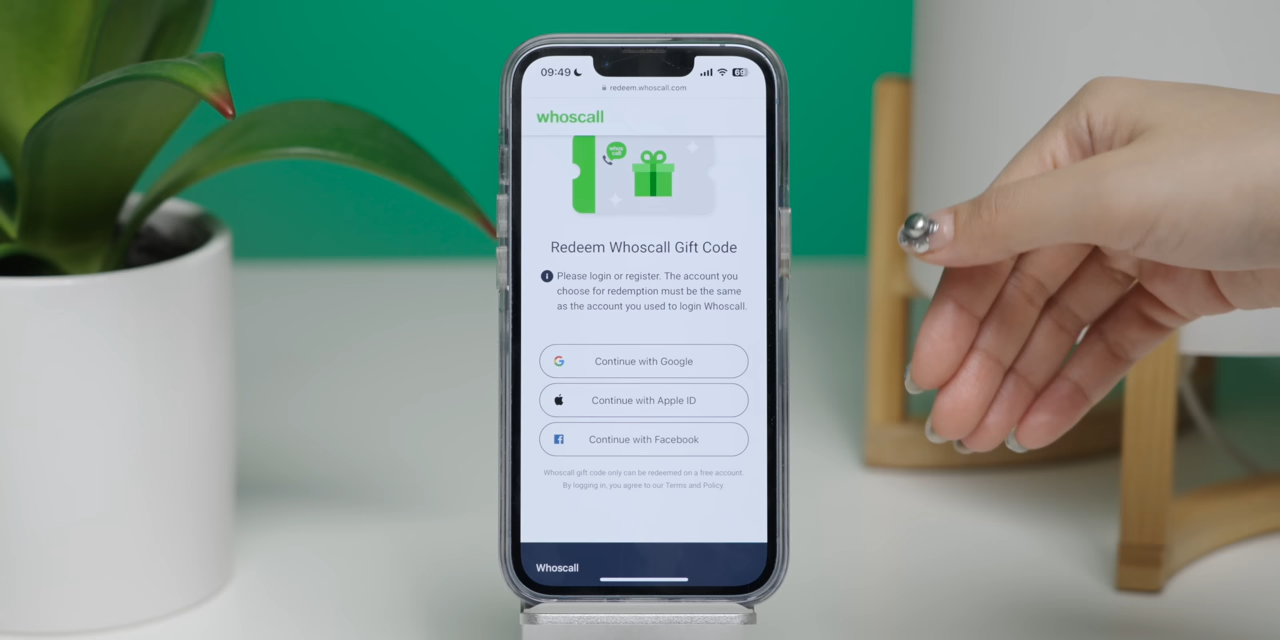 09:49
69
redeem.whoscall.com
whoscall
whos
call
Redeem Whoscall Gift Code
Please login or register. The account you
choose for redemption must be the same
as the account you used to login Whoscall.
Continue with Google
Continue with Apple ID
Continue with Facebook
Whoscall gift code only can be redeemed on a free account.
By logging in, you agree to our Terms and Policy.
Whoscall